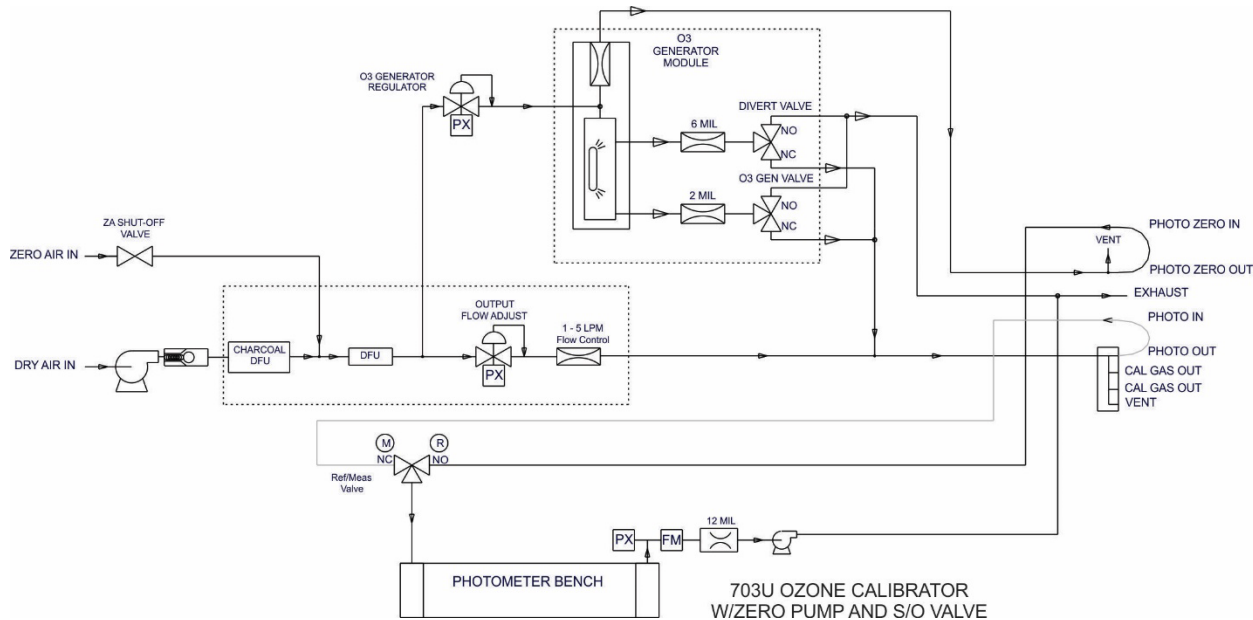 O3
GENERATOR
MODULE
O3 GENERATOR
REGULATOR
PX
DIVERT VALVE
6 MIL
NO
NC
O3 GEN VALVE
2 MIL
NO
NC
ZA SHUT-OFF
VALVE
ZERO AIR IN
PHOTO ZERO IN
VENT
PHOTO ZERO OUT
EXHAUST
OUTPUT
FLOW ADJUST
1 - 5 LPM
Flow Control
PHOTO IN
CHARCOAL
DFU
DFU
PX
DRY AIR IN
PHOTO OUT
CAL GAS OUT
CAL GAS OUT
VENT
M
NC
R
NO
Ref/Meas
Valve
12 MIL
PX
FM
PHOTOMETER BENCH
703U OZONE CALIBRATOR
W/ZERO PUMP AND S/O VALVE